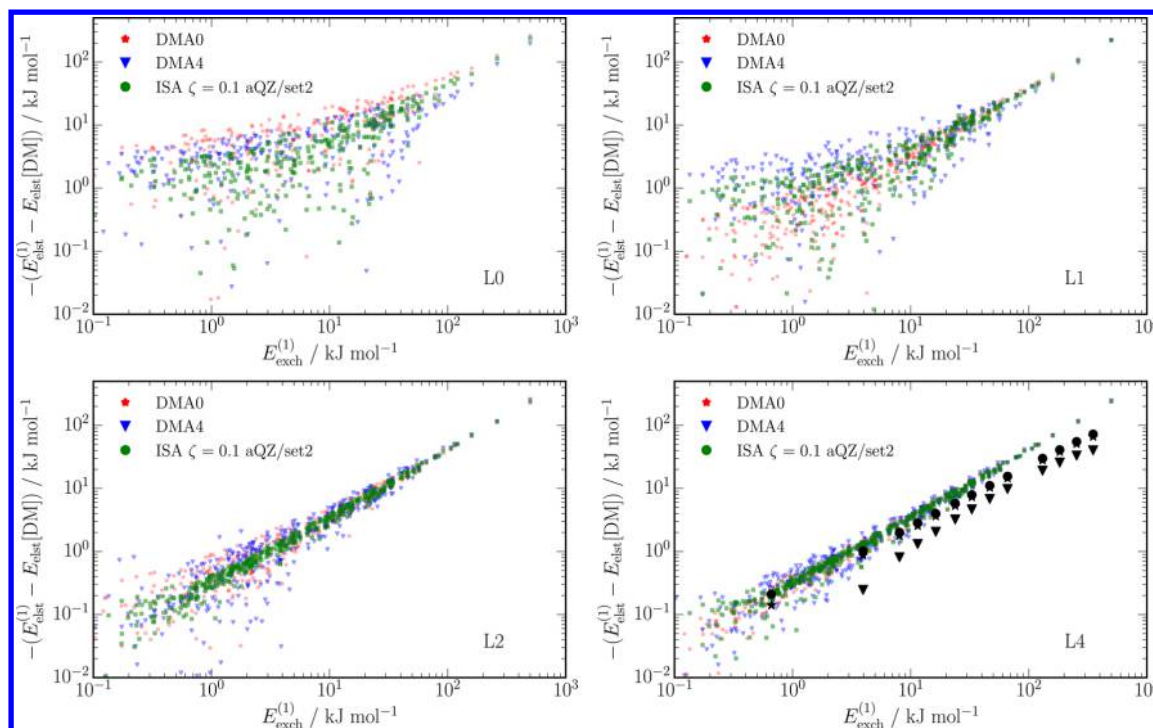 DMA0
DMA4
ISA ζ = 0.1 aQZ/set2
L0
10²
10¹
10⁰
10⁻¹
10⁻²
10⁻¹ 10⁰ 10¹ 10² 10³
−(E⁽¹⁾elst − Eelst[DM]) / kJ mol⁻¹
E⁽¹⁾exch / kJ mol⁻¹
DMA0
DMA4
ISA ζ = 0.1 aQZ/set2
L1
10²
10¹
10⁰
10⁻¹
10⁻²
10⁻¹ 10⁰ 10¹ 10² 10
−(E⁽¹⁾elst − Eelst[DM]) / kJ mol⁻¹
E⁽¹⁾exch / kJ mol⁻¹
DMA0
DMA4
ISA ζ = 0.1 aQZ/set2
L2
10²
10¹
10⁰
10⁻¹
10⁻²
10⁻¹ 10⁰ 10¹ 10² 10³
−(E⁽¹⁾elst − Eelst[DM]) / kJ mol⁻¹
E⁽¹⁾exch / kJ mol⁻¹
DMA0
DMA4
ISA ζ = 0.1 aQZ/set2
L4
10²
10¹
10⁰
10⁻¹
10⁻²
10⁻¹ 10⁰ 10¹ 10² 10
−(E⁽¹⁾elst − Eelst[DM]) / kJ mol⁻¹
E⁽¹⁾exch / kJ mol⁻¹